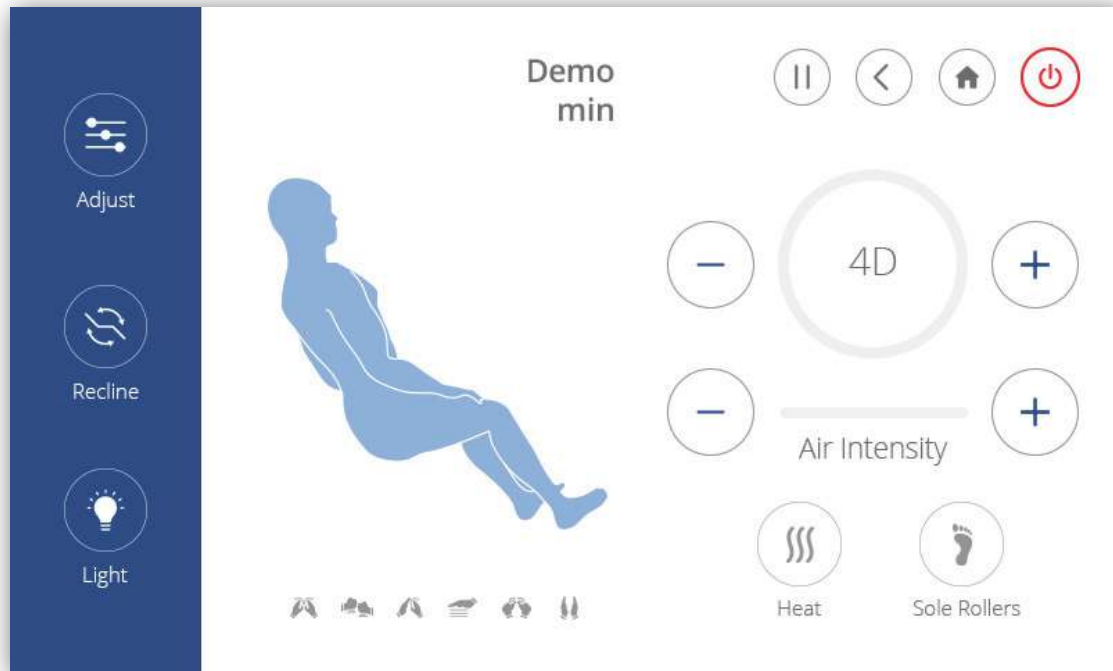 Demo
min
Adjust
Recline
Light
4D
Air Intensity
Heat
Sole Rollers